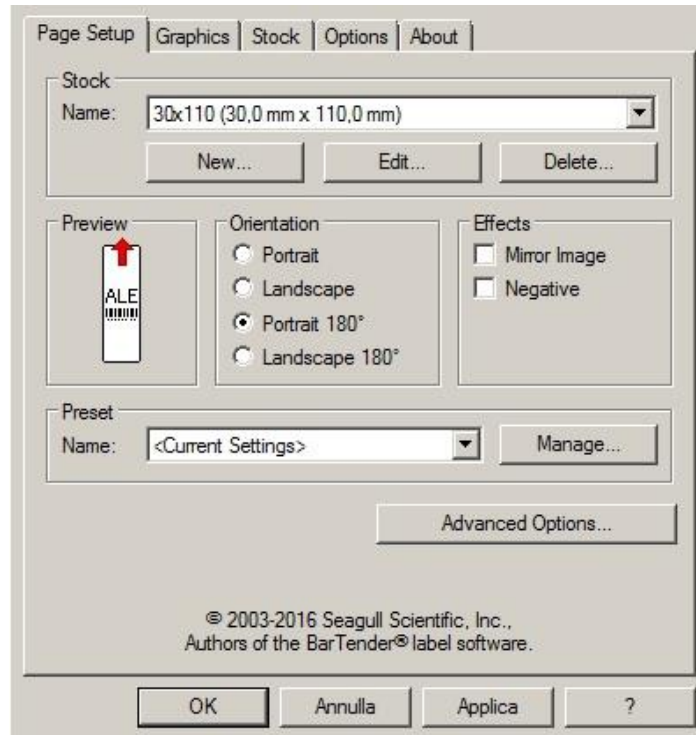 Page Setup Graphics Stock Options About
Stock
Name: 30x110 (30,0 mm x 110,0 mm)
New... Edit... Delete...
Preview
ALE
Orientation
Portrait
Landscape
Portrait 180°
Landscape 180°
Effects
Mirror Image
Negative
Preset
Name: <Current Settings> Manage...
Advanced Options...
© 2003-2016 Seagull Scientific, Inc.,
Authors of the BarTender® label software.
OK Annulla Applica ?